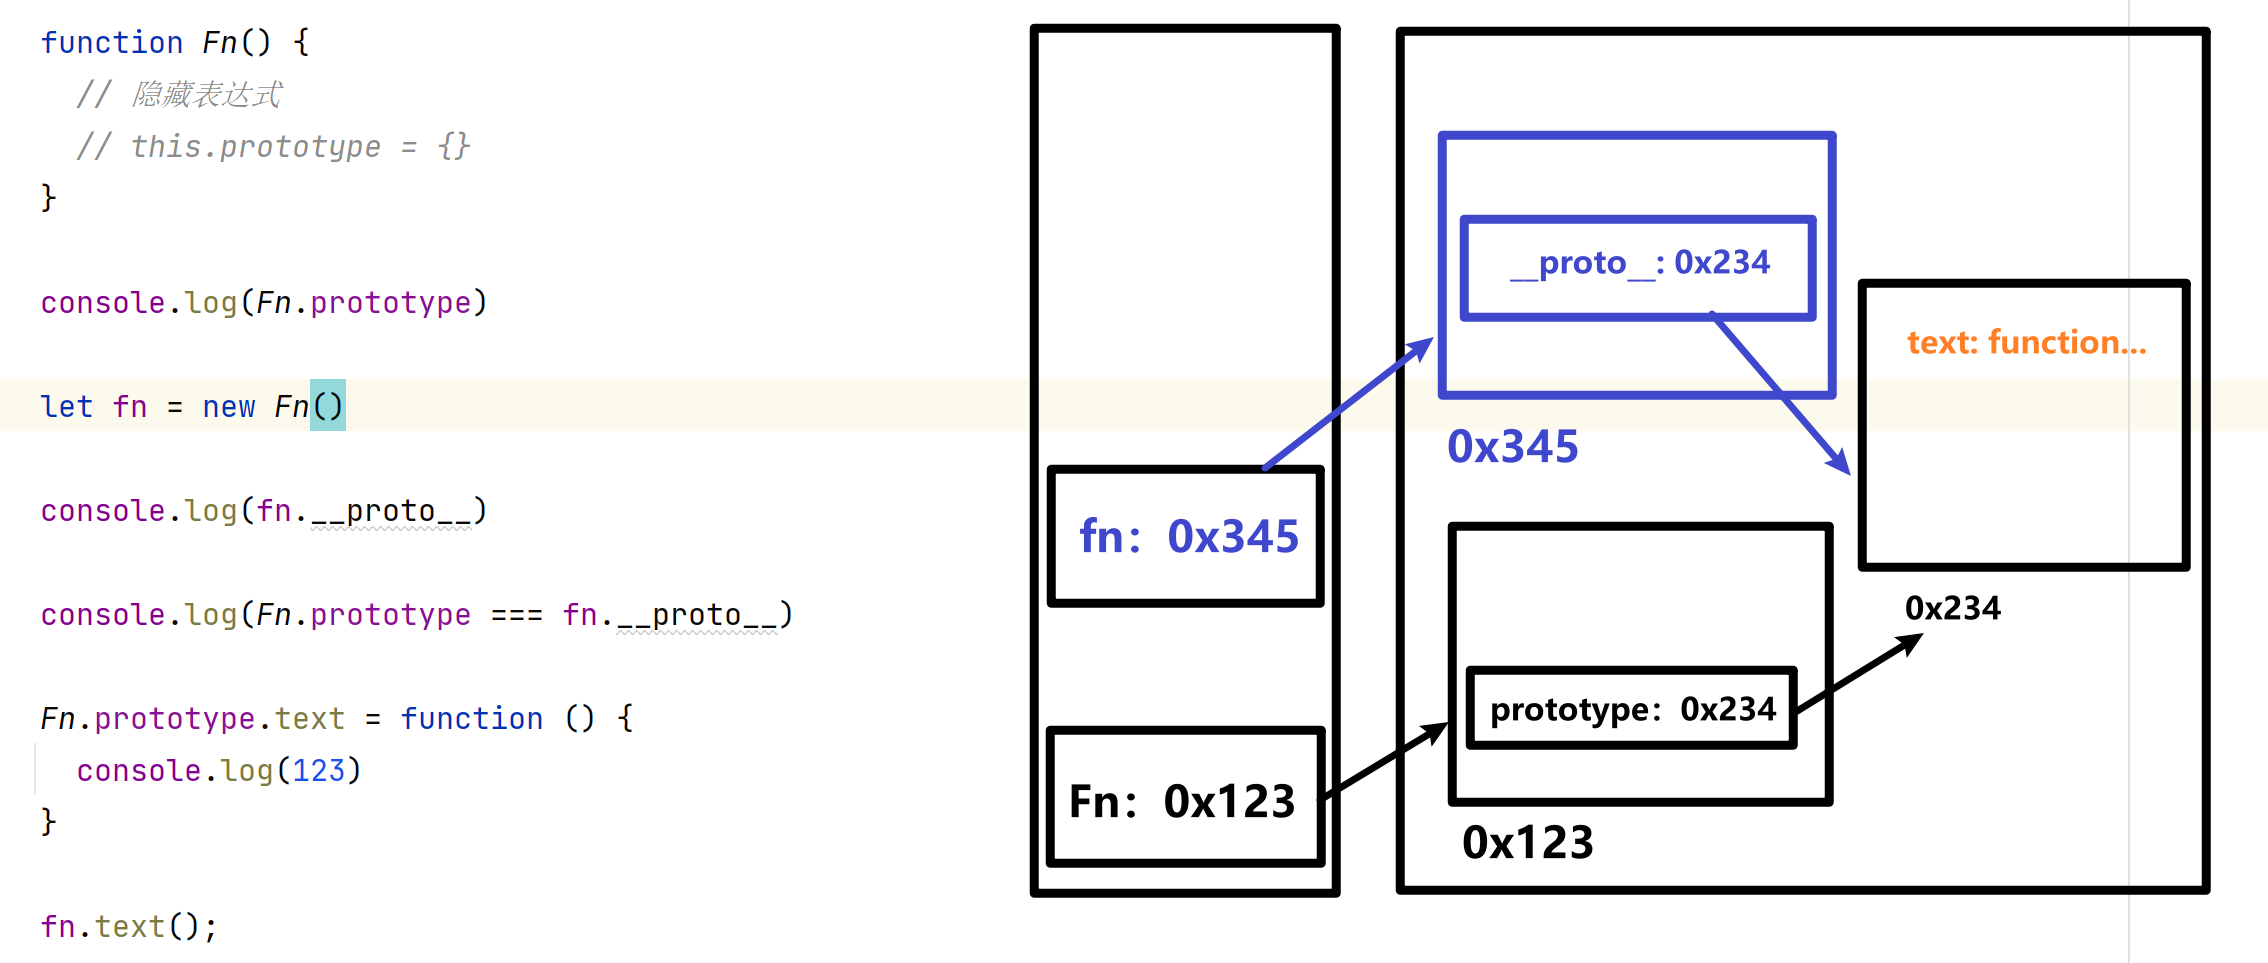 function Fn() {
// 隐藏表达式
// this.prototype = {}
}
console.log(Fn.prototype)
let fn = new Fn()
console.log(fn.__proto__)
console.log(Fn.prototype === fn.__proto__)
Fn.prototype.text = function () {
console.log(123)
}
fn.text();
fn：0x345
Fn：0x123
__proto__: 0x234
0x345
prototype：0x234
0x123
text: function...
0x234